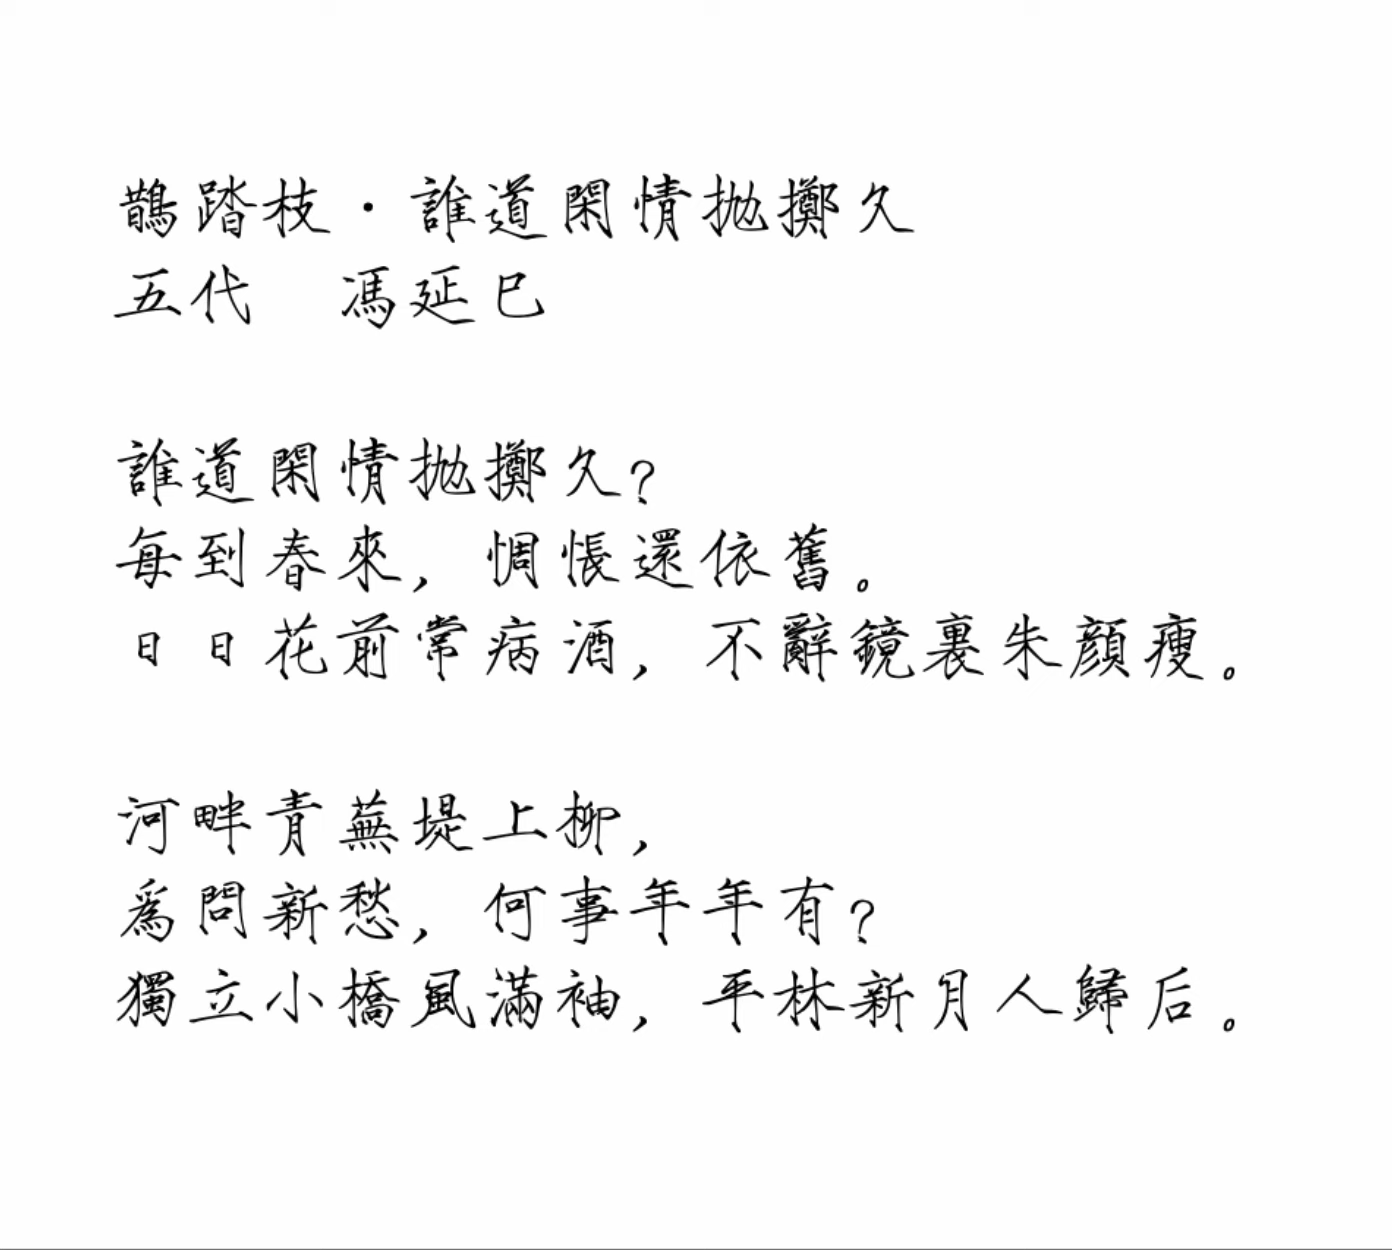 鵲踏枝·誰道閑情抛擲久
五代　馮延巳
誰道閑情抛擲久?
每到春來，惆悵還依舊。
日日花前常病酒，不辭鏡裏朱顔瘦。
河畔青蕪堤上柳，
爲問新愁，何事年年有?
獨立小橋風滿袖，平林新月人歸后。